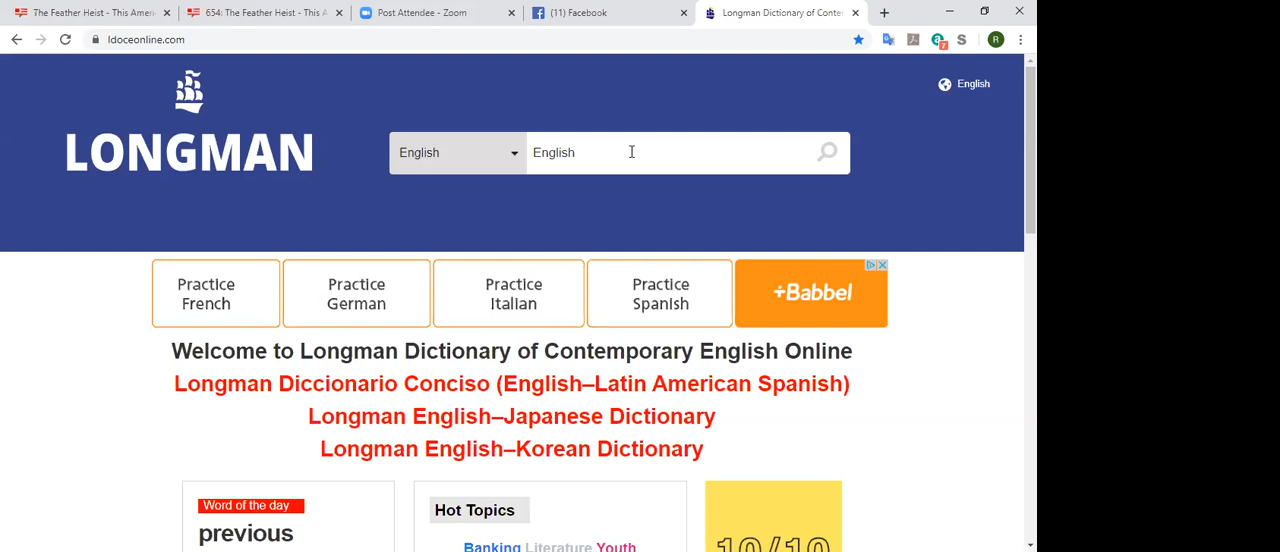 The Feather Heist - This Ameri
654: The Feather Heist - This A
Post Attendee - Zoom
(11) Facebook
Longman Dictionary of Conte
ldoceonline.com
7
S
R
English
LONGMAN
English
English
Practice French
Practice German
Practice Italian
Practice Spanish
+Babbel
Welcome to Longman Dictionary of Contemporary English Online
Longman Diccionario Conciso (English–Latin American Spanish)
Longman English–Japanese Dictionary
Longman English–Korean Dictionary
Word of the day
previous
Hot Topics
Banking Literature Youth
10/10